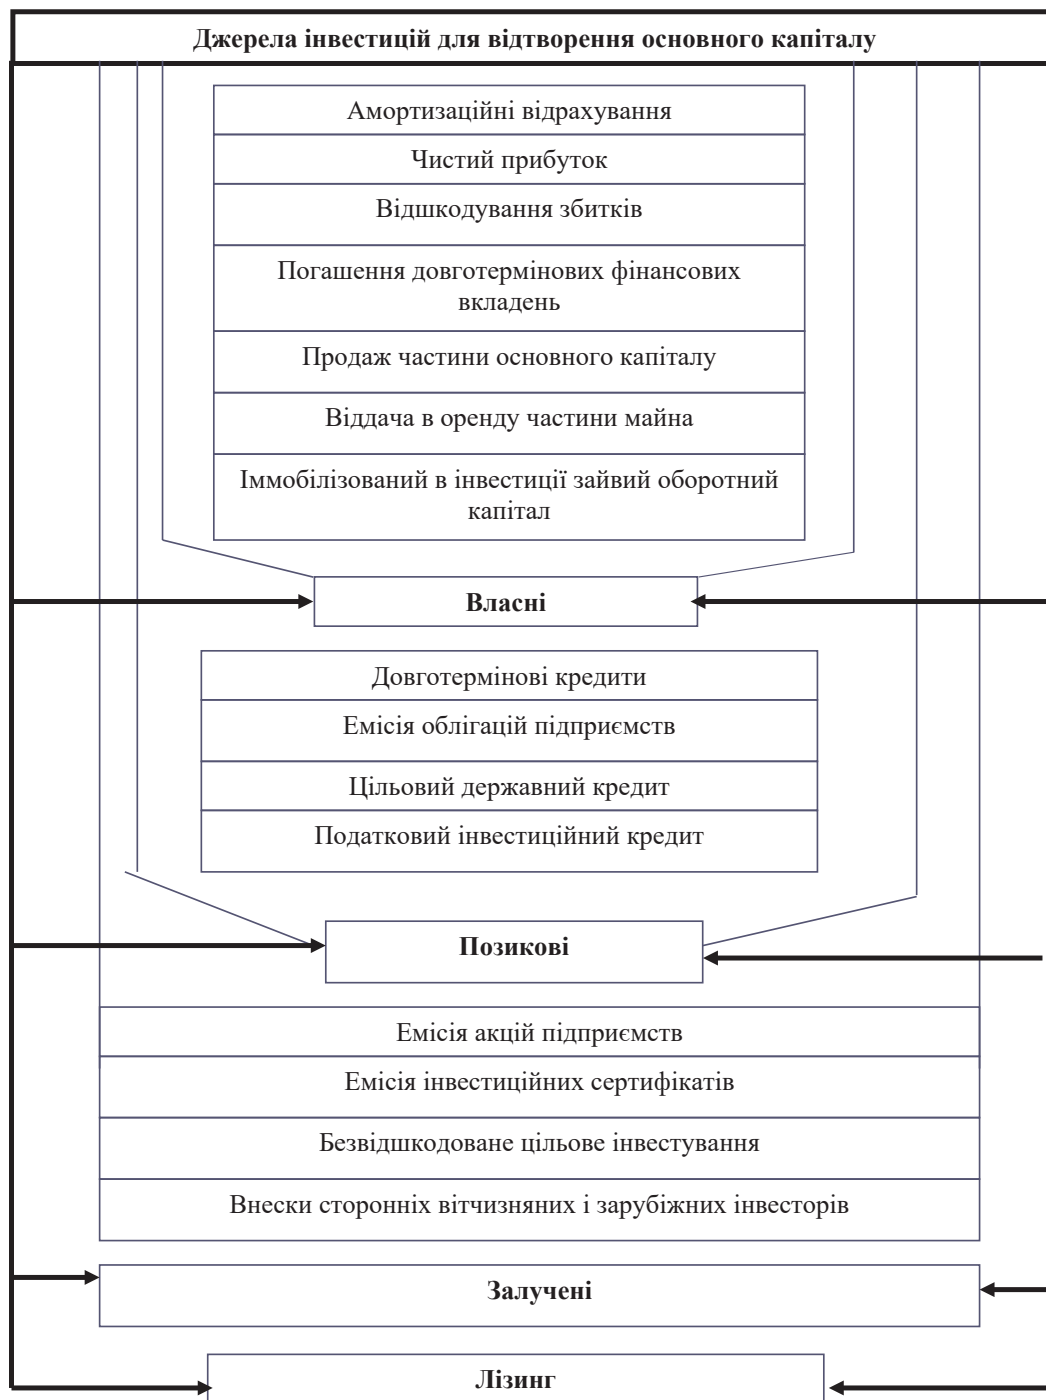 Джерела інвестицій для відтворення основного капіталу
Амортизаційні відрахування
Чистий прибуток
Відшкодування збитків
Погашення довготермінових фінансових
вкладень
Продаж частини основного капіталу
Віддача в оренду частини майна
Іммобілізований в інвестиції зайвий оборотний
капітал
Власні
Довготермінові кредити
Емісія облігацій підприємств
Цільовий державний кредит
Податковий інвестиційний кредит
Позикові
Емісія акцій підприємств
Емісія інвестиційних сертифікатів
Безвідшкодоване цільове інвестування
Внески сторонніх вітчизняних і зарубіжних інвесторів
Залучені
Лізинг